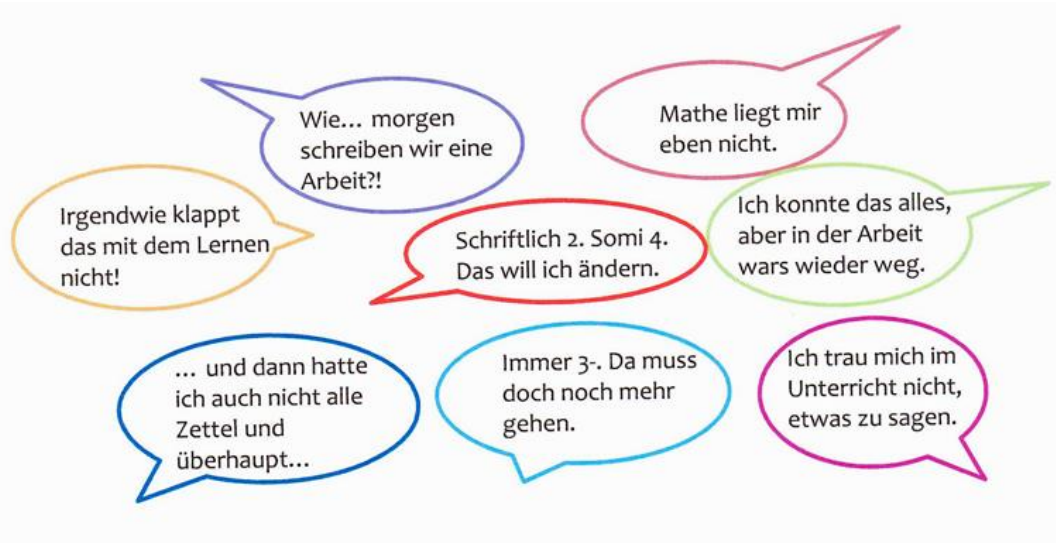 Wie... morgen
schreiben wir eine
Arbeit?!
Mathe liegt mir
eben nicht.
Irgendwie klappt
das mit dem Lernen
nicht!
Schriftlich 2. Somi 4.
Das will ich ändern.
Ich konnte das alles,
aber in der Arbeit
wars wieder weg.
... und dann hatte
ich auch nicht alle
Zettel und
überhaupt...
Immer 3-. Da muss
doch noch mehr
gehen.
Ich trau mich im
Unterricht nicht,
etwas zu sagen.